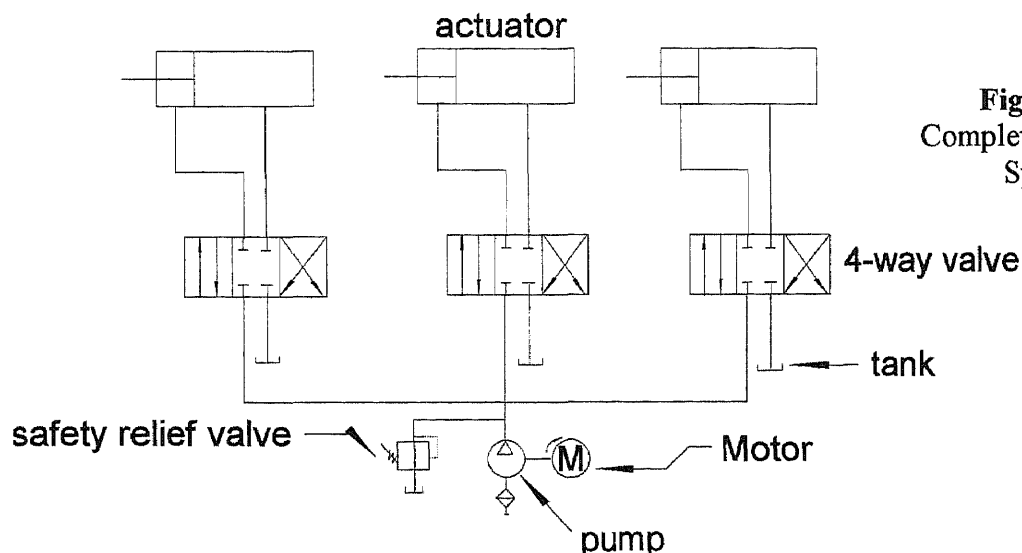 actuator
Fig
Complet
S
4-way valve
tank
safety relief valve
M
Motor
pump